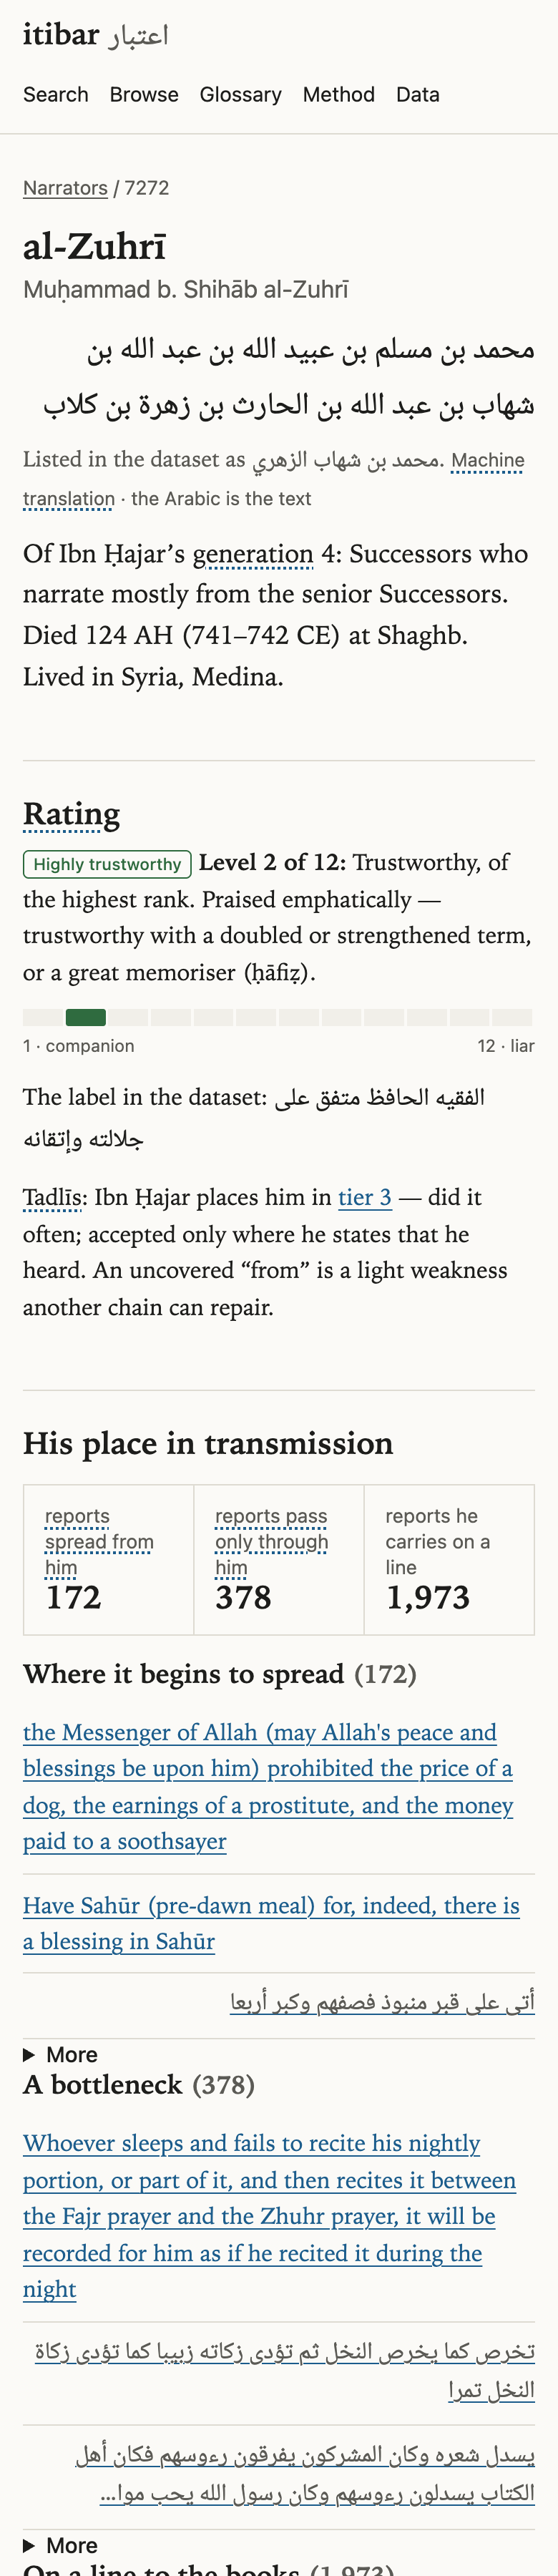 itibar اعتبار
Search Browse Glossary Method Data
Narrators / 7272
al-Zuhrī
Muḥammad b. Shihāb al-Zuhrī
محمد بن مسلم بن عبيد الله بن عبد الله بن
شهاب بن عبد الله بن الحارث بن زهرة بن كلاب
Listed in the dataset as محمد بن شهاب الزهري. Machine
translation · the Arabic is the text
Of Ibn Ḥajar’s generation 4: Successors who
narrate mostly from the senior Successors.
Died 124 AH (741–742 CE) at Shaghb.
Lived in Syria, Medina.
Rating
Highly trustworthy Level 2 of 12: Trustworthy, of
the highest rank. Praised emphatically —
trustworthy with a doubled or strengthened term,
or a great memoriser (ḥāfiẓ).
1 · companion 12 · liar
The label in the dataset: الفقيه الحافظ متفق على
جلالته وإتقانه
Tadlīs: Ibn Ḥajar places him in tier 3 — did it
often; accepted only where he states that he
heard. An uncovered “from” is a light weakness
another chain can repair.
His place in transmission
reports
spread from
him
172
reports pass
only through
him
378
reports he
carries on a
line
1,973
Where it begins to spread (172)
the Messenger of Allah (may Allah's peace and
blessings be upon him) prohibited the price of a
dog, the earnings of a prostitute, and the money
paid to a soothsayer
Have Sahūr (pre-dawn meal) for, indeed, there is
a blessing in Sahūr
أتى على قبر منبوذ فصفهم وكبر أربعا
▶ More
A bottleneck (378)
Whoever sleeps and fails to recite his nightly
portion, or part of it, and then recites it between
the Fajr prayer and the Zhuhr prayer, it will be
recorded for him as if he recited it during the
night
تخرص كما يخرص النخل ثم تؤدى زكاته زبيبا كما تؤدى زكاة
النخل تمرا
يسدل شعره وكان المشركون يفرقون رءوسهم فكان أهل
الكتاب يسدلون رءوسهم وكان رسول الله يحب موا...
▶ More
On a line to the books (1,973)